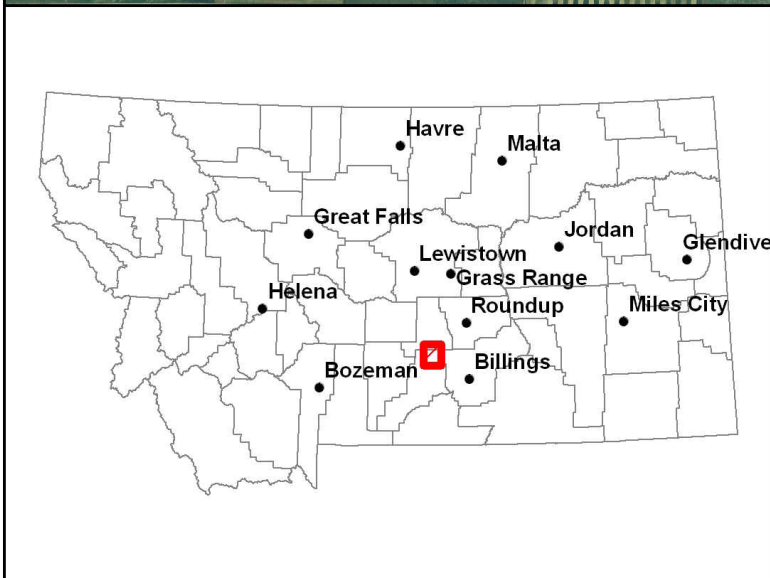 Havre
Malta
Great Falls
Jordan
Glendive
Lewistown
Grass Range
Helena
Roundup
Miles City
Bozeman
Billings